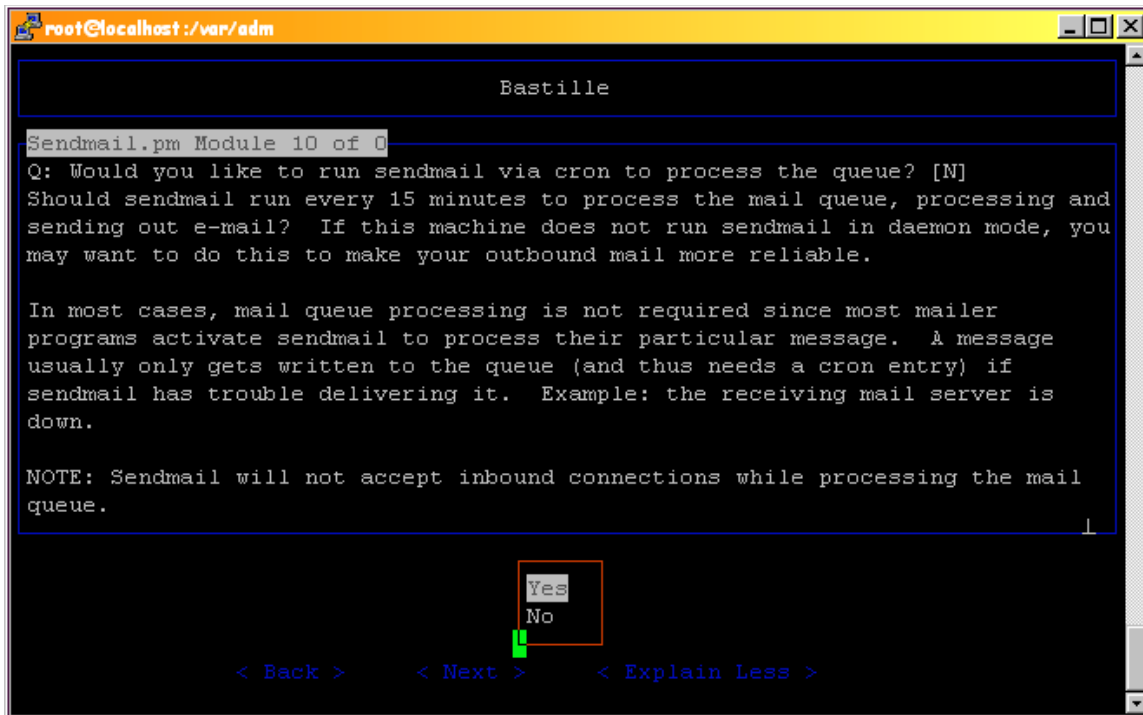 root@localhost:/var/adm
Bastille
Sendmail.pm Module 10 of 0
Q: Would you like to run sendmail via cron to process the queue? [N]
Should sendmail run every 15 minutes to process the mail queue, processing and
sending out e-mail?  If this machine does not run sendmail in daemon mode, you
may want to do this to make your outbound mail more reliable.
In most cases, mail queue processing is not required since most mailer
programs activate sendmail to process their particular message.  A message
usually only gets written to the queue (and thus needs a cron entry) if
sendmail has trouble delivering it.  Example: the receiving mail server is
down.
NOTE: Sendmail will not accept inbound connections while processing the mail
queue.
Yes
No
< Back > < Next > < Explain Less >